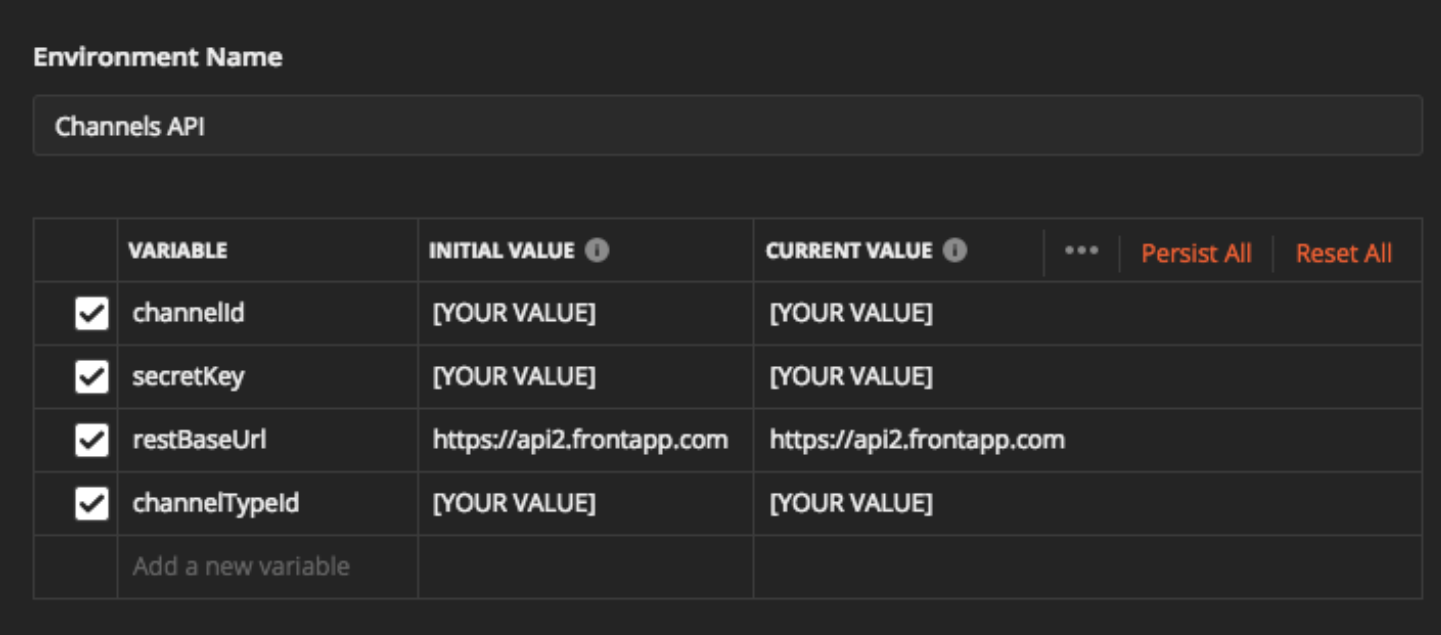 Environment Name
Channels API
VARIABLE INITIAL VALUE CURRENT VALUE ••• Persist All Reset All
channelId [YOUR VALUE] [YOUR VALUE]
secretKey [YOUR VALUE] [YOUR VALUE]
restBaseUrl https://api2.frontapp.com https://api2.frontapp.com
channelTypeId [YOUR VALUE] [YOUR VALUE]
Add a new variable